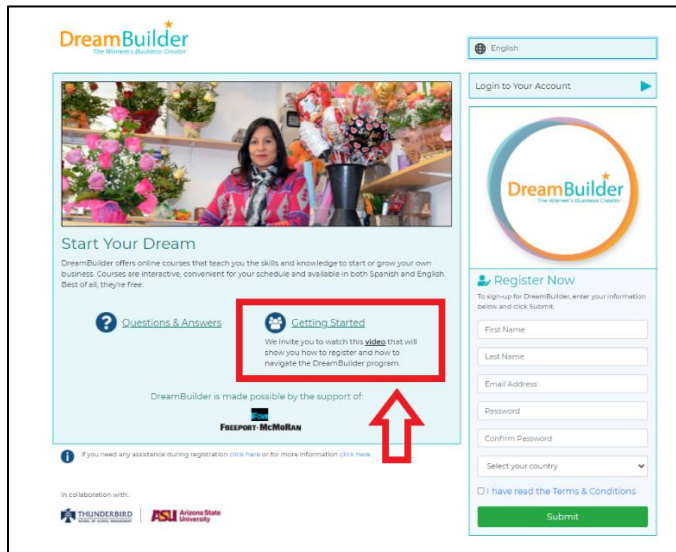 DreamBuilder
The Women's Business Creator
English
Login to Your Account
Start Your Dream
DreamBuilder offers online courses that teach you the skills and knowledge to start or grow your own
business. Courses are interactive, convenient for your schedule and available in both Spanish and English.
Best of all, they're free.
Questions & Answers
Getting Started
We invite you to watch this video that will
show you how to register and how to
navigate the DreamBuilder program.
DreamBuilder is made possible by the support of:
FREEPORT-McMoRAN
If you need any assistance during registration click here or for more information click here
In collaboration with:
THUNDERBIRD
SCHOOL OF GLOBAL MANAGEMENT
ASU Arizona State
University
DreamBuilder
The Women's Business Creator
Register Now
To sign-up for DreamBuilder, enter your information
below and click Submit.
First Name
Last Name
Email Address
Password
Confirm Password
Select your country
I have read the Terms & Conditions
Submit